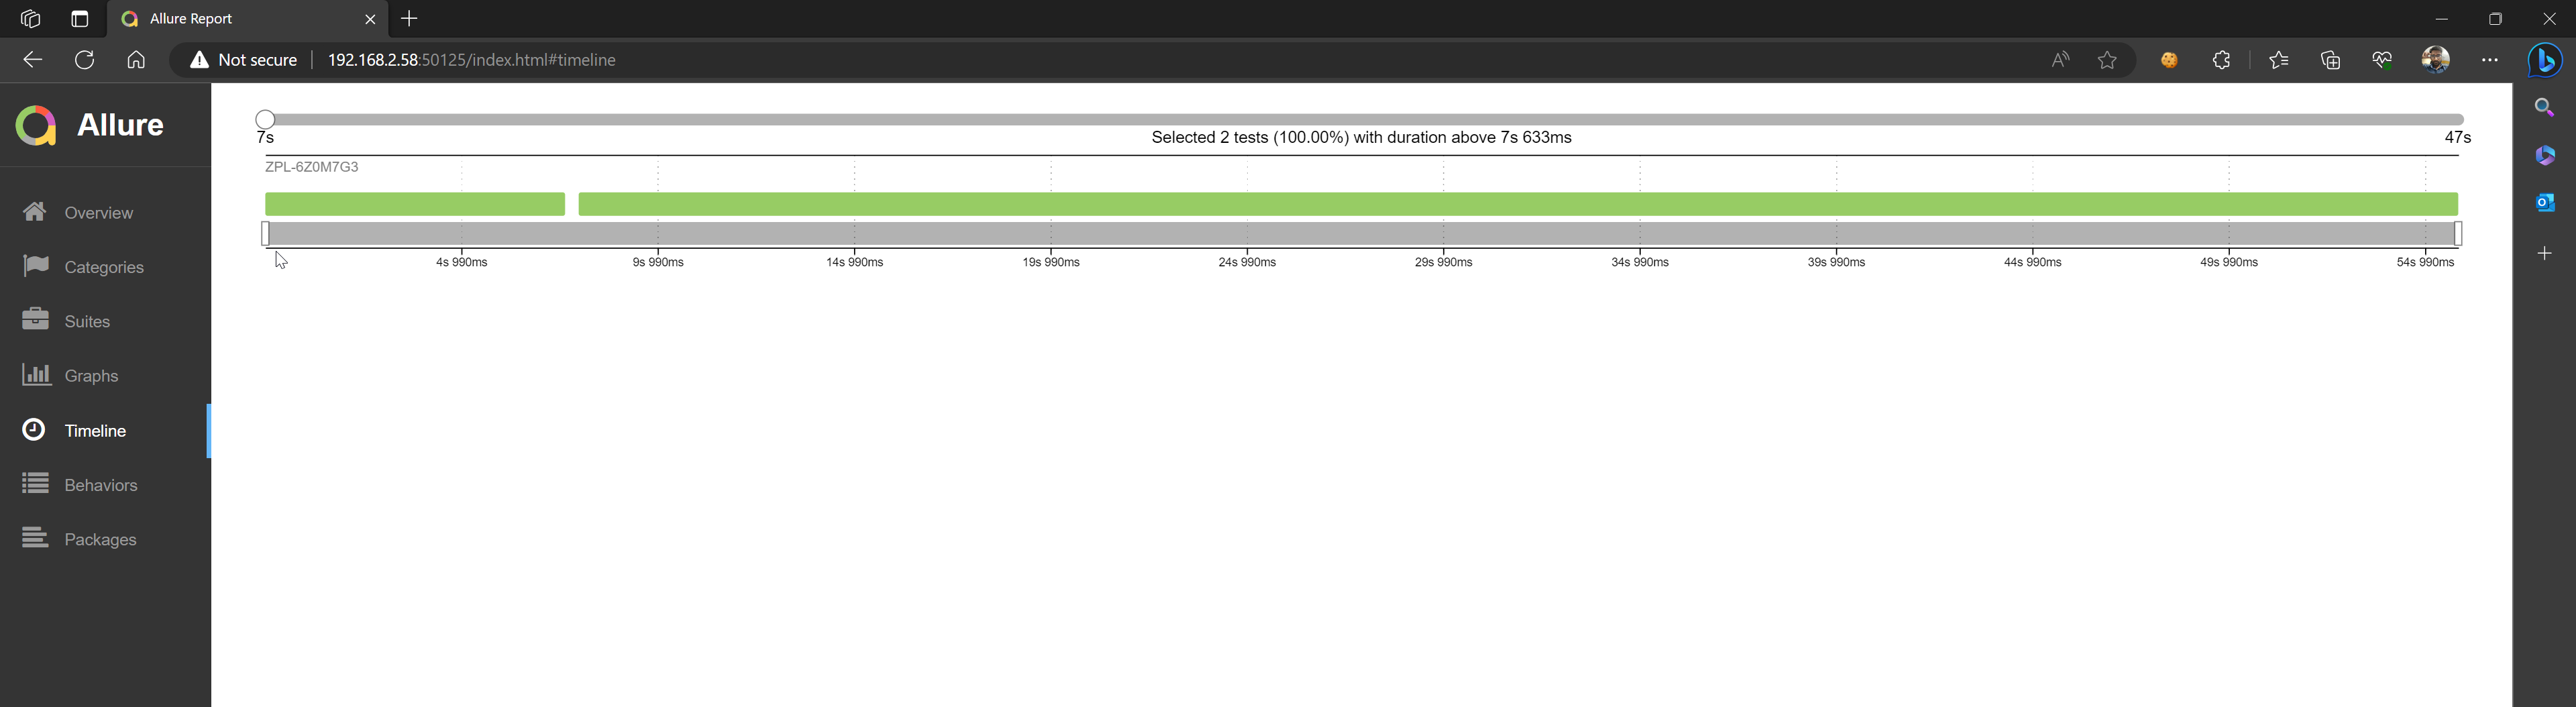 Allure Report
Not secure
192.168.2.58:50125/index.html#timeline
Allure
Overview
Categories
Suites
Graphs
Timeline
Behaviors
Packages
7s
Selected 2 tests (100.00%) with duration above 7s 633ms
47s
ZPL-6Z0M7G3
4s 990ms 9s 990ms 14s 990ms 19s 990ms 24s 990ms 29s 990ms 34s 990ms 39s 990ms 44s 990ms 49s 990ms 54s 990ms